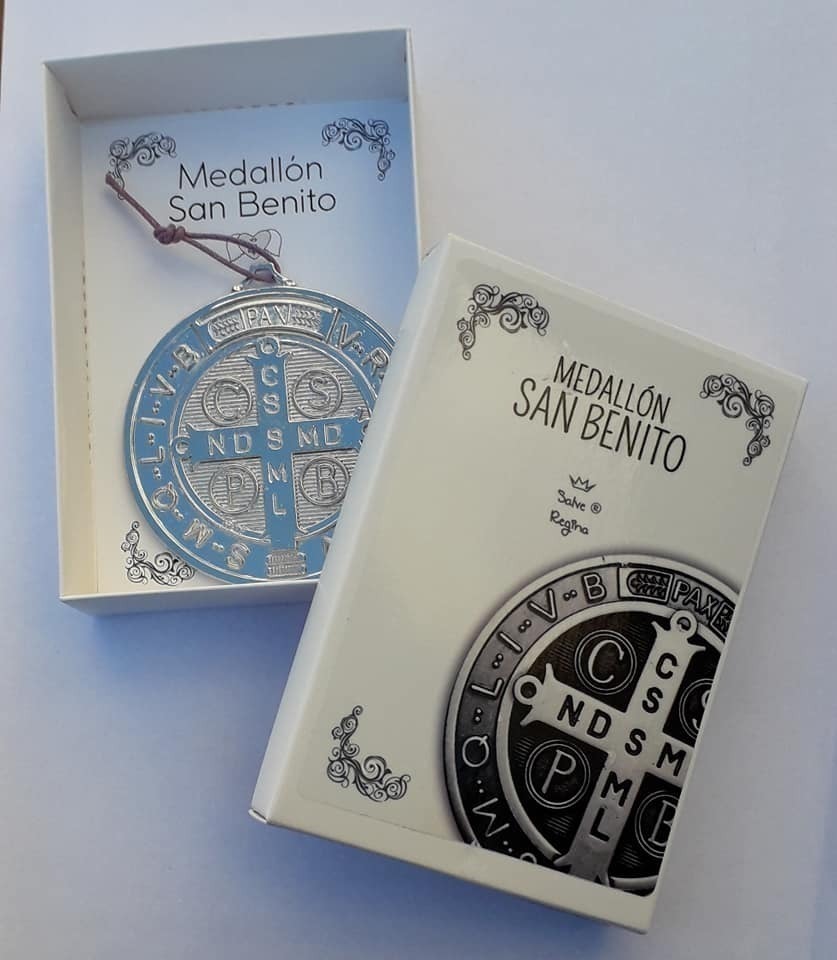 Medallón
San Benito
PAX
V·R
S··M··Q··L·I·V··B
C S
P B
C
S
N D S M D
M
L
MEDALLÓN
SAN BENITO
Salve ®
Regina
M··Q··L·I·V··B
PAX
C
P
B
C
S
N D S M
M
L